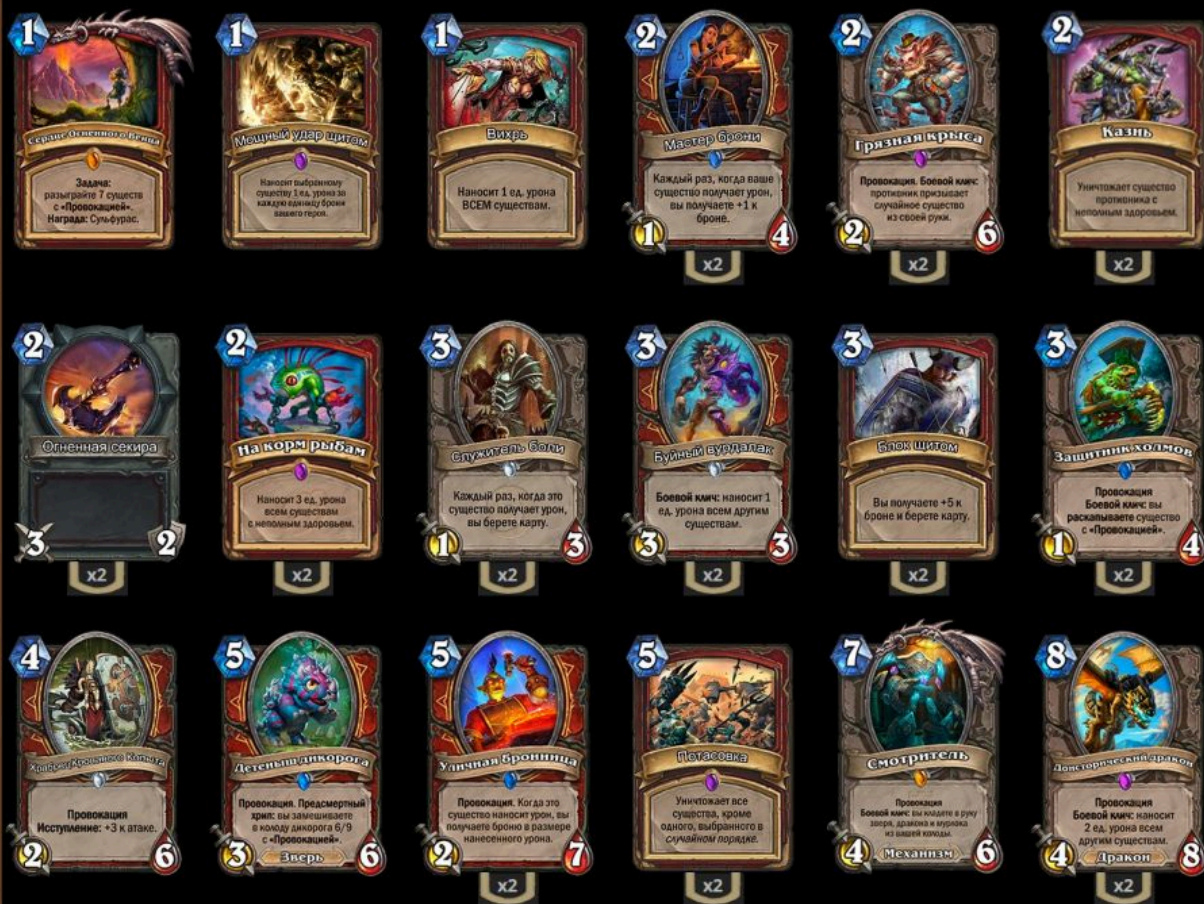 1
Сердце Огненного Венца
Задача:
разыграйте 7 существ
с «Провокацией».
Награда: Сульфурас.
1
Мощный удар щитом
Наносит выбранному
существу 1 ед. урона за
каждую единицу брони
вашего героя.
1
Вихрь
Наносит 1 ед. урона
ВСЕМ существам.
2
Мастер брони
Каждый раз, когда ваше
существо получает урон,
вы получаете +1 к
броне.
1
4
x2
2
Грязная крыса
Провокация. Боевой клич:
противник призывает
случайное существо
из своей руки.
2
6
x2
2
Казнь
Уничтожает существо
противника с
неполным здоровьем.
x2
2
Огненная секира
3
2
x2
2
На корм рыбам
Наносит 3 ед. урона
всем существам
с неполным здоровьем.
x2
3
Служитель боли
Каждый раз, когда это
существо получает урон,
вы берете карту.
1
3
x2
3
Буйный вурдалак
Боевой клич: наносит 1
ед. урона всем другим
существам.
3
3
x2
3
Блок щитом
Вы получаете +5 к
броне и берете карту.
x2
3
Защитник холмов
Провокация
Боевой клич: вы
раскапываете существо
с «Провокацией».
1
4
x2
4
Храбрец Кровавого Копыта
Провокация
Исступление: +3 к атаке.
2
6
5
Детеныш дикорога
Провокация. Предсмертный
хрип: вы замешиваете
в колоду дикорога 6/9
с «Провокацией».
3
Зверь
6
5
Уличная бронница
Провокация. Когда это
существо наносит урон, вы
получаете броню в размере
нанесенного урона.
2
7
x2
5
Потасовка
Уничтожает все
существа, кроме
одного, выбранного в
случайном порядке.
x2
7
Смотритель
Провокация
Боевой клич: вы кладете в руку
зверя, дракона и мурлока
из вашей колоды.
4
Механизм
6
8
Доисторический дракон
Провокация
Боевой клич: наносит
2 ед. урона всем
другим существам.
4
Дракон
8
x2